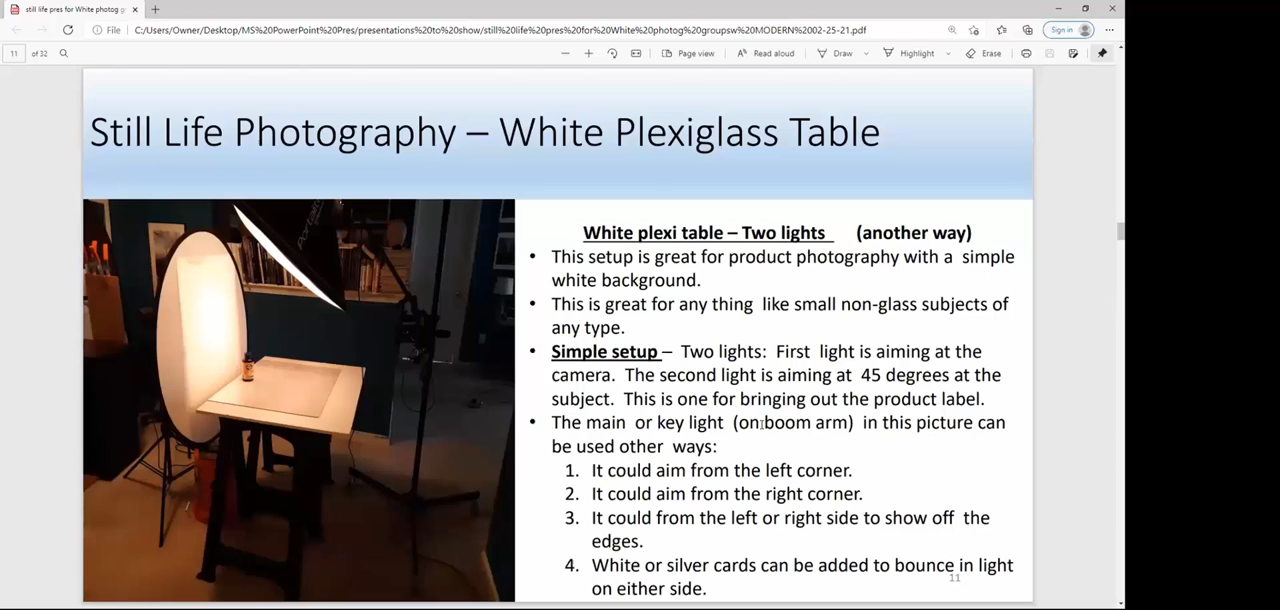 still life pres for White photog g
File
C:/Users/Owner/Desktop/MS%20PowerPoint%20Pres/presentations%20to%20show/still%20life%20pres%20for%20White%20photog%20groupsw%20MODERN%2002-25-21.pdf
Sign in
11 of 32
Page view
Read aloud
Draw
Highlight
Erase
Still Life Photography – White Plexiglass Table
White plexi table – Two lights (another way)
• This setup is great for product photography with a simple
white background.
• This is great for any thing like small non-glass subjects of
any type.
• Simple setup – Two lights: First light is aiming at the
camera. The second light is aiming at 45 degrees at the
subject. This is one for bringing out the product label.
• The main or key light (on boom arm) in this picture can
be used other ways:
1. It could aim from the left corner.
2. It could aim from the right corner.
3. It could from the left or right side to show off the
edges.
4. White or silver cards can be added to bounce in light
on either side.
11